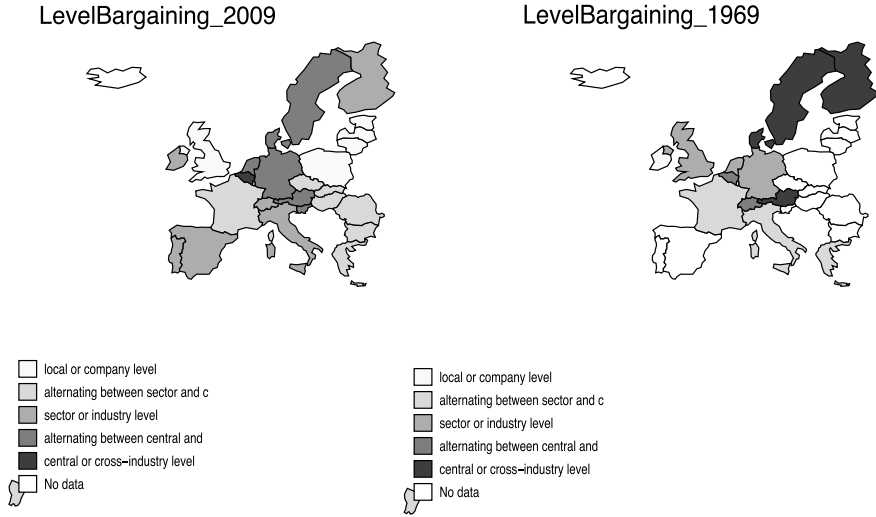 LevelBargaining_2009
LevelBargaining_1969
local or company level
alternating between sector and c
sector or industry level
alternating between central and
central or cross−industry level
No data
local or company level
alternating between sector and c
sector or industry level
alternating between central and
central or cross−industry level
No data